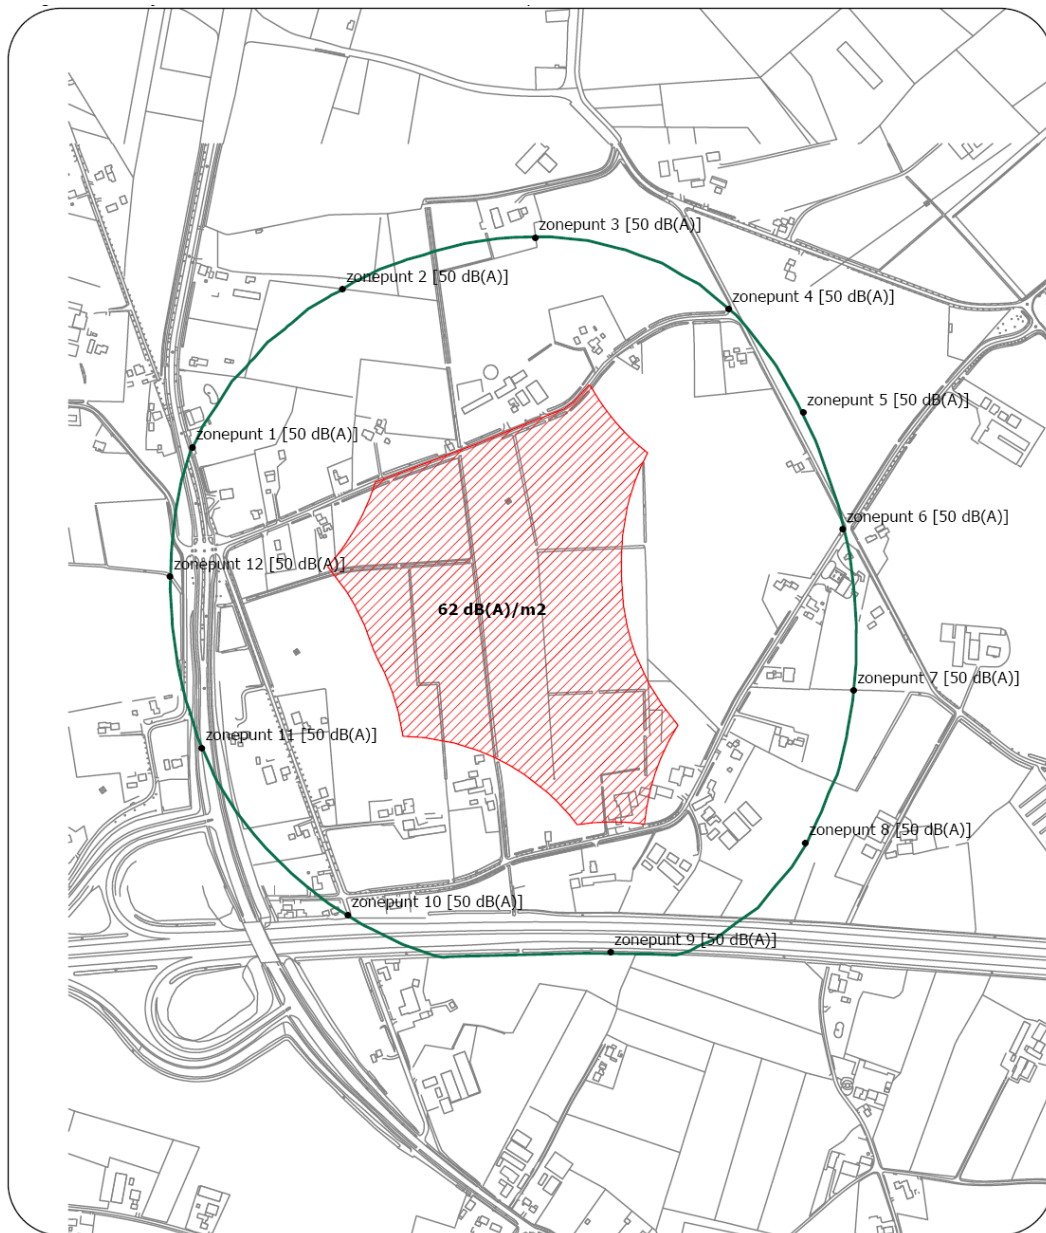 zonepunt 3 [50 dB(A)]
zonepunt 2 [50 dB(A)]
zonepunt 4 [50 dB(A)]
zonepunt 5 [50 dB(A)]
zonepunt 1 [50 dB(A)]
zonepunt 6 [50 dB(A)]
zonepunt 12 [50 dB(A)]
62 dB(A)/m2
zonepunt 7 [50 dB(A)]
zonepunt 11 [50 dB(A)]
zonepunt 8 [50 dB(A)]
zonepunt 10 [50 dB(A)]
zonepunt 9 [50 dB(A)]